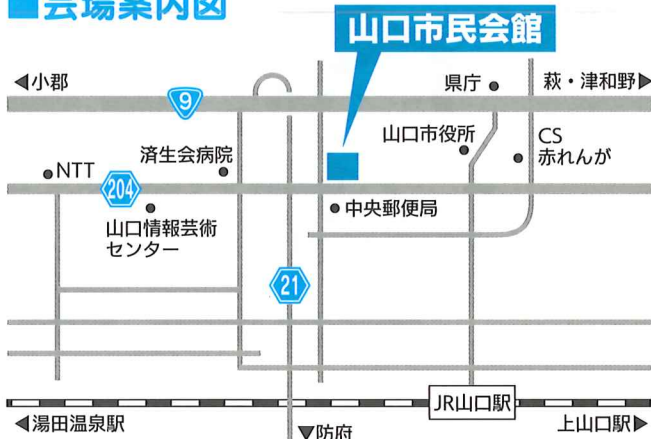 ■会場案内図
山口市民会館
◀小郡
県庁
萩・津和野▶
9
山口市役所
CS
赤れんが
済生会病院
NTT
204
中央郵便局
山口情報芸術
センター
21
JR山口駅
◀湯田温泉駅
▼防府
上山口駅▶